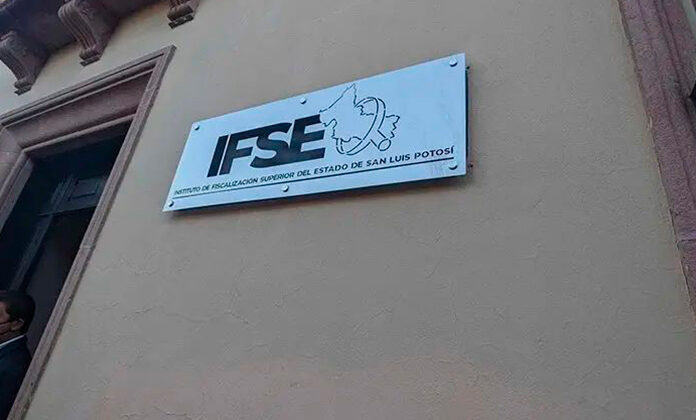 IFSE
INSTITUTO DE FISCALIZACIÓN SUPERIOR DEL ESTADO DE SAN LUIS POTOSÍ